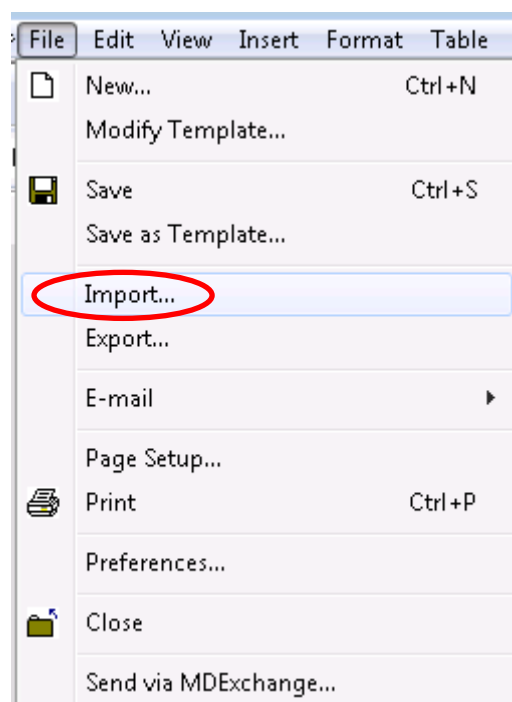 File Edit View Insert Format Table
New... Ctrl+N
Modify Template...
Save Ctrl+S
Save as Template...
Import...
Export...
E-mail
Page Setup...
Print Ctrl+P
Preferences...
Close
Send via MDExchange...